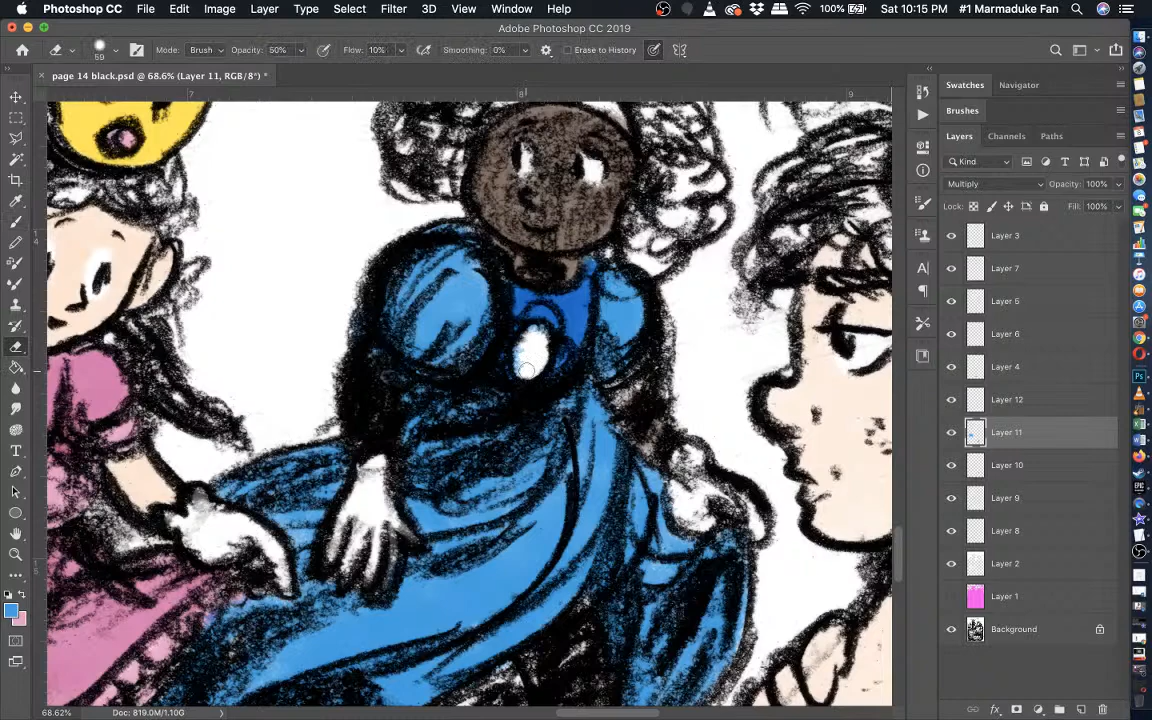 Photoshop CC File Edit Image Layer Type Select Filter 3D View Window Help 100% Sat 10:15 PM #1 Marmaduke Fan
Adobe Photoshop CC 2019
59 Mode: Brush Opacity: 50% Flow: 10% Smoothing: 0% Erase to History
page 14 black.psd @ 68.6% (Layer 11, RGB/8*) *
7 8 9
Swatches Navigator
Brushes
Layers Channels Paths
Kind
Multiply Opacity: 100%
Lock: Fill: 100%
Layer 3
Layer 7
Layer 5
Layer 6
Layer 4
Layer 12
Layer 11
Layer 10
Layer 9
Layer 8
Layer 2
Layer 1
Background
68.62% Doc: 819.0M/1.10G